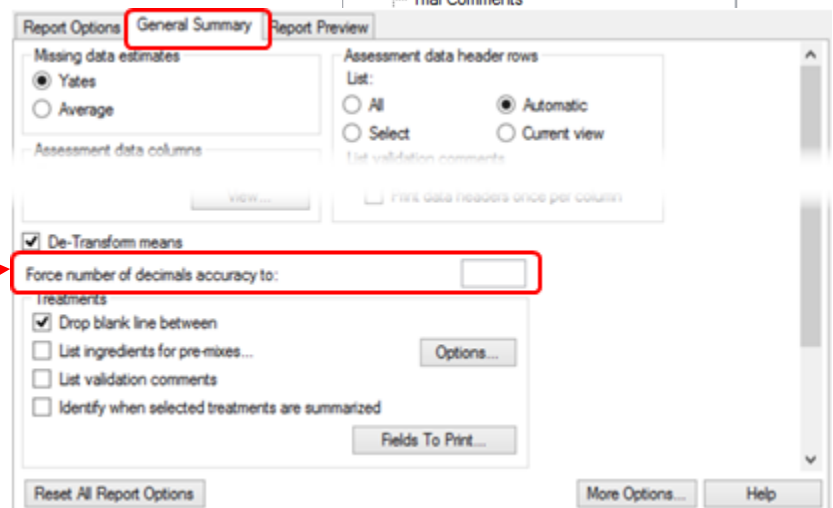 Trial Comments
Report Options General Summary Report Preview
Missing data estimates
Yates
Average
Assessment data columns
View...
Assessment data header rows
List:
All Automatic
Select Current view
List validation comments
Print data headers once per column
De-Transform means
Force number of decimals accuracy to:
Treatments
Drop blank line between
List ingredients for pre-mixes... Options...
List validation comments
Identify when selected treatments are summarized
Fields To Print...
Reset All Report Options More Options... Help